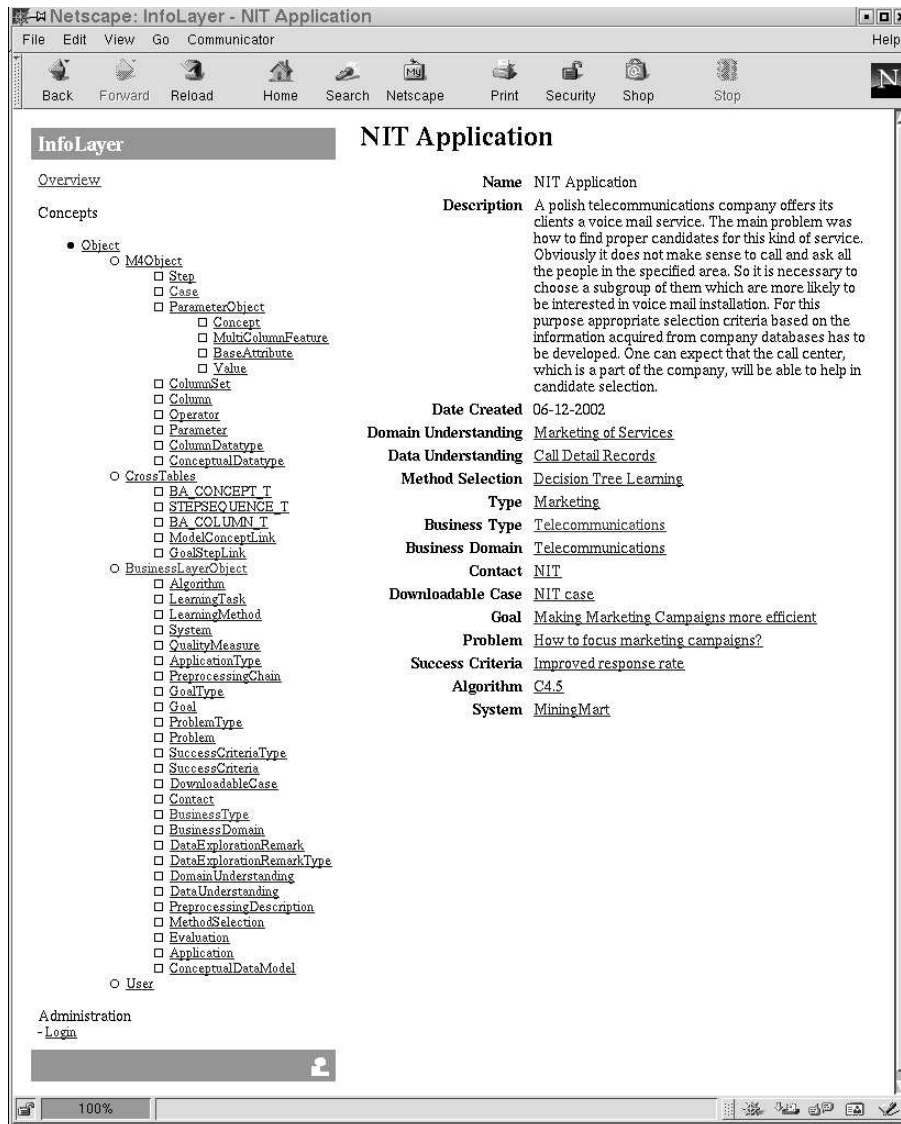 Netscape: InfoLayer - NIT Application
File Edit View Go Communicator Help
Back Forward Reload Home Search Netscape Print Security Shop Stop
My
N
InfoLayer
Overview
Concepts
Object
M4Object
Step
Case
ParameterObject
Concept
MultiColumnFeature
BaseAttribute
Value
ColumnSet
Column
Operator
Parameter
ColumnDatatype
ConceptualDatatype
CrossTables
BA_CONCEPT_T
STEPSEQUENCE_T
BA_COLUMN_T
ModelConceptLink
GoalStepLink
BusinessLayerObject
Algorithm
LearningTask
LearningMethod
System
QualityMeasure
ApplicationType
PreprocessingChain
GoalType
Goal
ProblemType
Problem
SuccessCriteriaType
SuccessCriteria
DownloadableCase
Contact
BusinessType
BusinessDomain
DataExplorationRemark
DataExplorationRemarkType
DomainUnderstanding
DataUnderstanding
PreprocessingDescription
MethodSelection
Evaluation
Application
ConceptualDataModel
User
Administration
- Login
NIT Application
Name NIT Application
Description A polish telecommunications company offers its
clients a voice mail service. The main problem was
how to find proper candidates for this kind of service.
Obviously it does not make sense to call and ask all
the people in the specified area. So it is necessary to
choose a subgroup of them which are more likely to
be interested in voice mail installation. For this
purpose appropriate selection criteria based on the
information acquired from company databases has to
be developed. One can expect that the call center,
which is a part of the company, will be able to help in
candidate selection.
Date Created 06-12-2002
Domain Understanding Marketing of Services
Data Understanding Call Detail Records
Method Selection Decision Tree Learning
Type Marketing
Business Type Telecommunications
Business Domain Telecommunications
Contact NIT
Downloadable Case NIT case
Goal Making Marketing Campaigns more efficient
Problem How to focus marketing campaigns?
Success Criteria Improved response rate
Algorithm C4.5
System MiningMart
100%